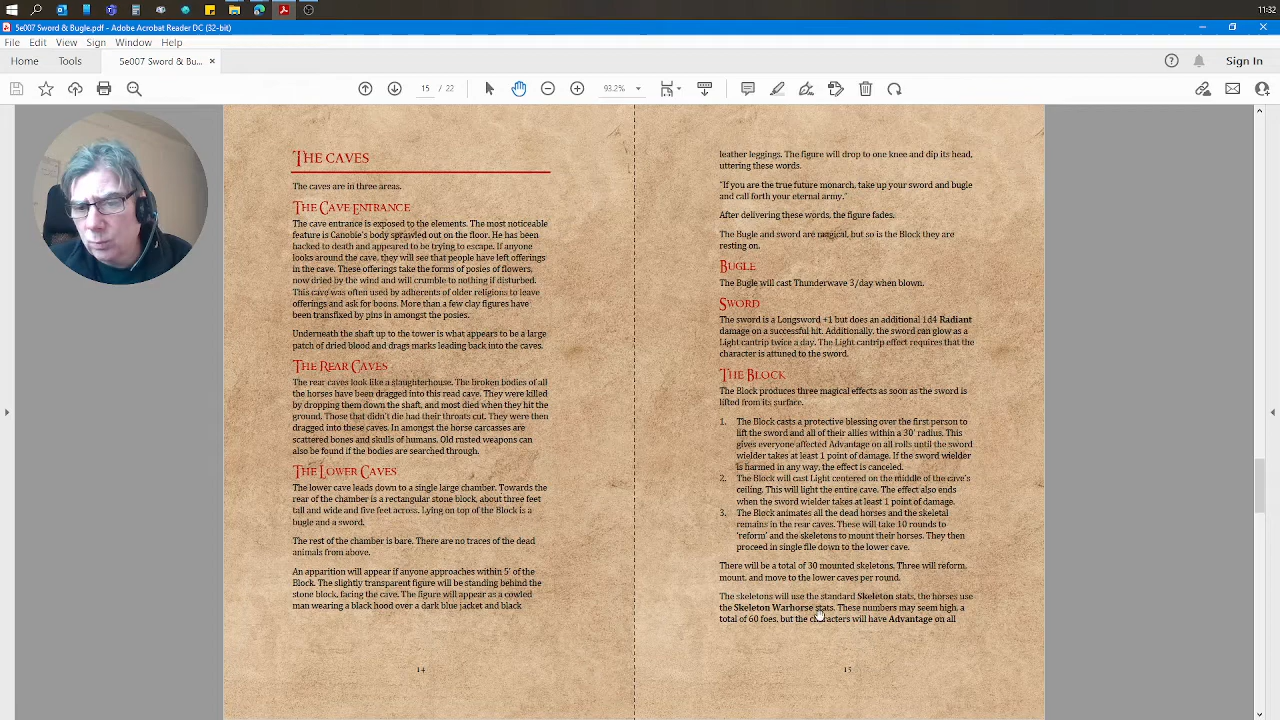 11:32
5e007 Sword & Bugle.pdf - Adobe Acrobat Reader DC (32-bit)
File Edit View Sign Window Help
Home Tools 5e007 Sword & Bu... ×
Sign In
15 / 22
93.2%
The Caves
The caves are in three areas.
The Cave Entrance
The cave entrance is exposed to the elements. The most noticeable
feature is Canobie's body sprawled out on the floor. He has been
hacked to death and appeared to be trying to escape. If anyone
looks around the cave, they will see that people have left offerings
in the cave. These offerings take the forms of posies of flowers,
now dried by the wind and will crumble to nothing if disturbed.
This cave was often used by adherents of older religions to leave
offerings and ask for boons. More than a few clay figures have
been transfixed by pins in amongst the posies.
Underneath the shaft up to the tower is what appears to be a large
patch of dried blood and drags marks leading back into the caves.
The Rear Caves
The rear caves look like a slaughterhouse. The broken bodies of all
the horses have been dragged into this read cave. They were killed
by dropping them down the shaft, and most died when they hit the
ground. Those that didn't die had their throats cut. They were then
dragged into these caves. In amongst the horse carcasses are
scattered bones and skulls of humans. Old rusted weapons can
also be found if the bodies are searched through.
The Lower Caves
The lower cave leads down to a single large chamber. Towards the
rear of the chamber is a rectangular stone block, about three feet
tall and wide and five feet across. Lying on top of the Block is a
bugle and a sword.
The rest of the chamber is bare. There are no traces of the dead
animals from above.
An apparition will appear if anyone approaches within 5' of the
Block. The slightly transparent figure will be standing behind the
stone block, facing the cave. The figure will appear as a cowled
man wearing a black hood over a dark blue jacket and black
14
leather leggings. The figure will drop to one knee and dip its head,
uttering these words.
"If you are the true future monarch, take up your sword and bugle
and call forth your eternal army."
After delivering these words, the figure fades.
The Bugle and sword are magical, but so is the Block they are
resting on.
Bugle
The Bugle will cast Thunderwave 3/day when blown.
Sword
The sword is a Longsword +1 but does an additional 1d4 Radiant
damage on a successful hit. Additionally, the sword can glow as a
Light cantrip twice a day. The Light cantrip effect requires that the
character is attuned to the sword.
The Block
The Block produces three magical effects as soon as the sword is
lifted from its surface.
1. The Block casts a protective blessing over the first person to
lift the sword and all of their allies within a 30' radius. This
gives everyone affected Advantage on all rolls until the sword
wielder takes at least 1 point of damage. If the sword wielder
is harmed in any way, the effect is canceled.
2. The Block will cast Light centered on the middle of the cave's
ceiling. This will light the entire cave. The effect also ends
when the sword wielder takes at least 1 point of damage.
3. The Block animates all the dead horses and the skeletal
remains in the rear caves. These will take 10 rounds to
'reform' and the skeletons to mount their horses. They then
proceed in single file down to the lower cave.
There will be a total of 30 mounted skeletons. Three will reform,
mount, and move to the lower caves per round.
The skeletons will use the standard Skeleton stats, the horses use
the Skeleton Warhorse stats. These numbers may seem high, a
total of 60 foes, but the characters will have Advantage on all
15